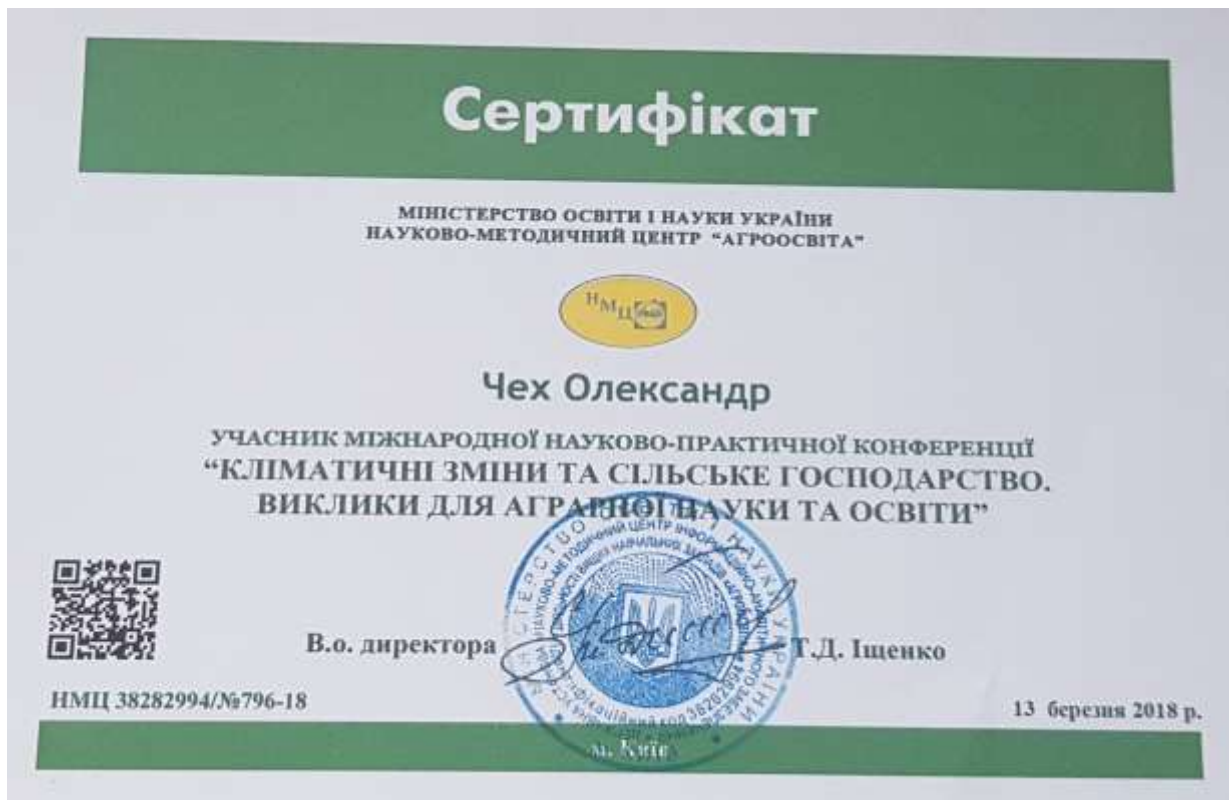 Сертифікат
МІНІСТЕРСТВО ОСВІТИ І НАУКИ УКРАЇНИ
НАУКОВО-МЕТОДИЧНИЙ ЦЕНТР "АГРООСВІТА"
НМЦ
Чех Олександр
УЧАСНИК МІЖНАРОДНОЇ НАУКОВО-ПРАКТИЧНОЇ КОНФЕРЕНЦІЇ
“КЛІМАТИЧНІ ЗМІНИ ТА СІЛЬСЬКЕ ГОСПОДАРСТВО.
ВИКЛИКИ ДЛЯ АГРАРНОЇ НАУКИ ТА ОСВІТИ”
В.о. директора
Т.Д. Іщенко
НМЦ 38282994/№796-18
13 березня 2018 р.
м. Київ